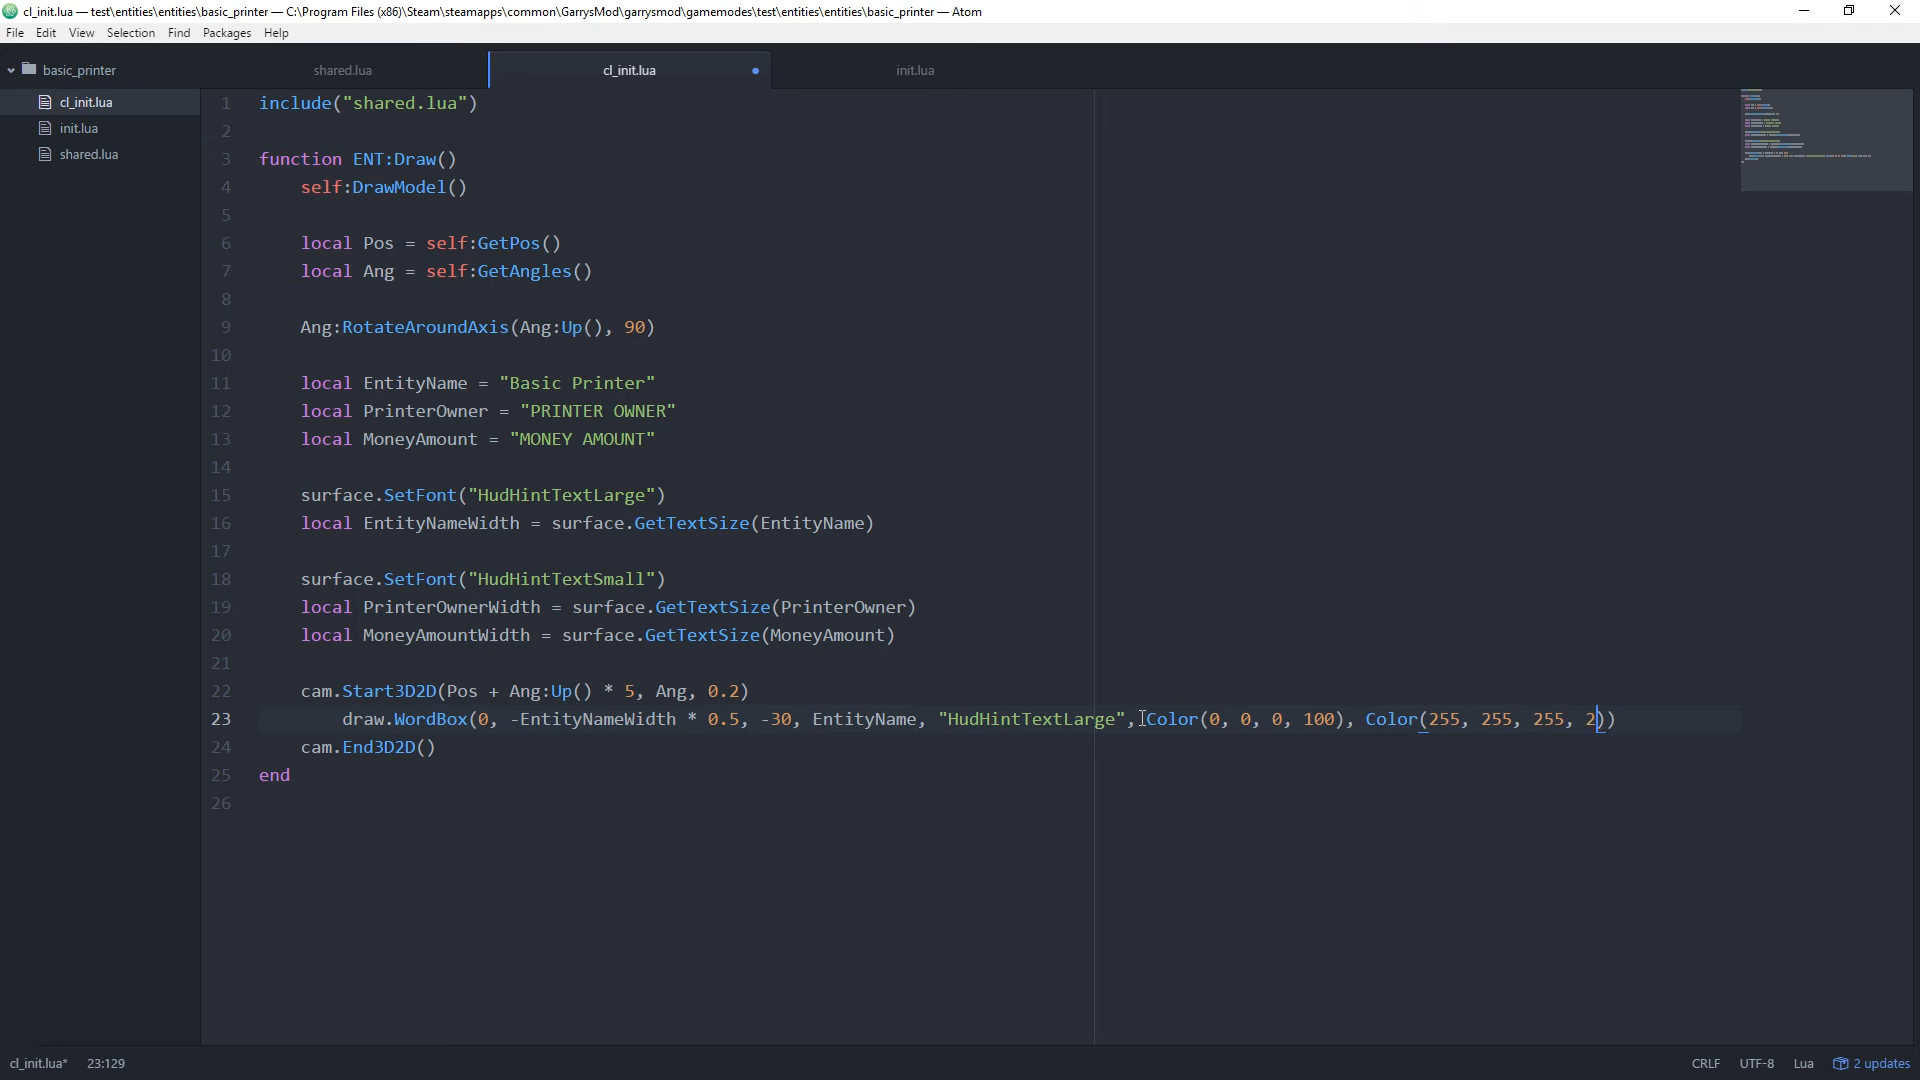 cl_init.lua — test\entities\entities\basic_printer — C:\Program Files (x86)\Steam\steamapps\common\GarrysMod\garrysmod\gamemodes\test\entities\entities\basic_printer — Atom
File Edit View Selection Find Packages Help
basic_printer
cl_init.lua
init.lua
shared.lua
shared.lua cl_init.lua init.lua
1 include("shared.lua")
2
3 function ENT:Draw()
4 self:DrawModel()
5
6 local Pos = self:GetPos()
7 local Ang = self:GetAngles()
8
9 Ang:RotateAroundAxis(Ang:Up(), 90)
10
11 local EntityName = "Basic Printer"
12 local PrinterOwner = "PRINTER OWNER"
13 local MoneyAmount = "MONEY AMOUNT"
14
15 surface.SetFont("HudHintTextLarge")
16 local EntityNameWidth = surface.GetTextSize(EntityName)
17
18 surface.SetFont("HudHintTextSmall")
19 local PrinterOwnerWidth = surface.GetTextSize(PrinterOwner)
20 local MoneyAmountWidth = surface.GetTextSize(MoneyAmount)
21
22 cam.Start3D2D(Pos + Ang:Up() * 5, Ang, 0.2)
23 draw.WordBox(0, -EntityNameWidth * 0.5, -30, EntityName, "HudHintTextLarge", Color(0, 0, 0, 100), Color(255, 255, 255, 2))
24 cam.End3D2D()
25 end
26
cl_init.lua* 23:129 CRLF UTF-8 Lua 2 updates